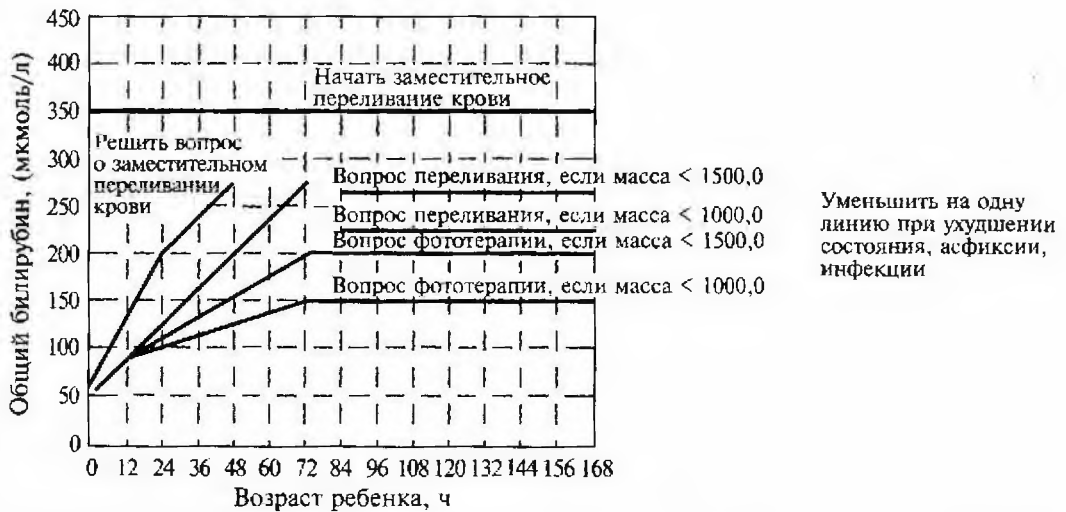 Общий билирубин, (мкмоль/л)
450
400
350
300
250
200
150
100
50
0
Начать заместительное
переливание крови
Решить вопрос
о заместительном
переливании
крови
Вопрос переливания, если масса < 1500,0
Вопрос переливания, если масса < 1000,0
Вопрос фототерапии, если масса < 1500,0
Вопрос фототерапии, если масса < 1000,0
0 12 24 36 48 60 72 84 96 108 120 132 144 156 168
Возраст ребенка, ч
Уменьшить на одну
линию при ухудшении
состояния, асфиксии,
инфекции